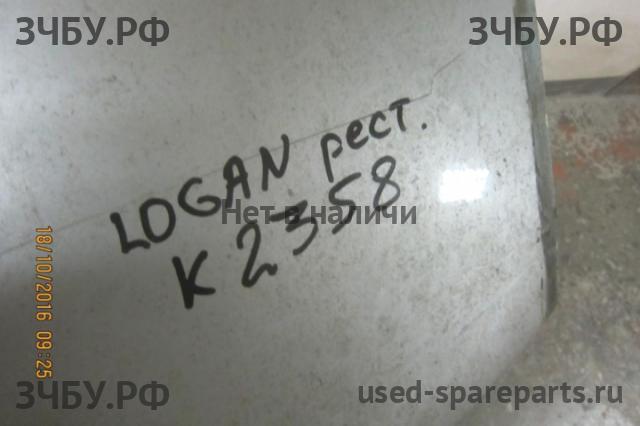 ЗЧБУ.РФ
ЗЧБУ.РФ
LOGAN рест.
Нет в наличи
К 2358
18/10/2016 09:25
ЗЧБУ.РФ
used-spareparts.ru